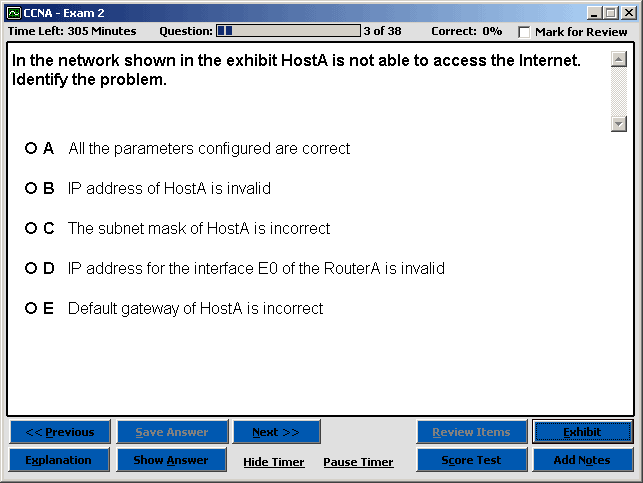 CCNA - Exam 2
Time Left: 305 Minutes Question: 3 of 38 Correct: 0% Mark for Review
In the network shown in the exhibit HostA is not able to access the Internet.
Identify the problem.
A All the parameters configured are correct
B IP address of HostA is invalid
C The subnet mask of HostA is incorrect
D IP address for the interface E0 of the RouterA is invalid
E Default gateway of HostA is incorrect
<< Previous Save Answer Next >> Review Items Exhibit
Explanation Show Answer Hide Timer Pause Timer Score Test Add Notes